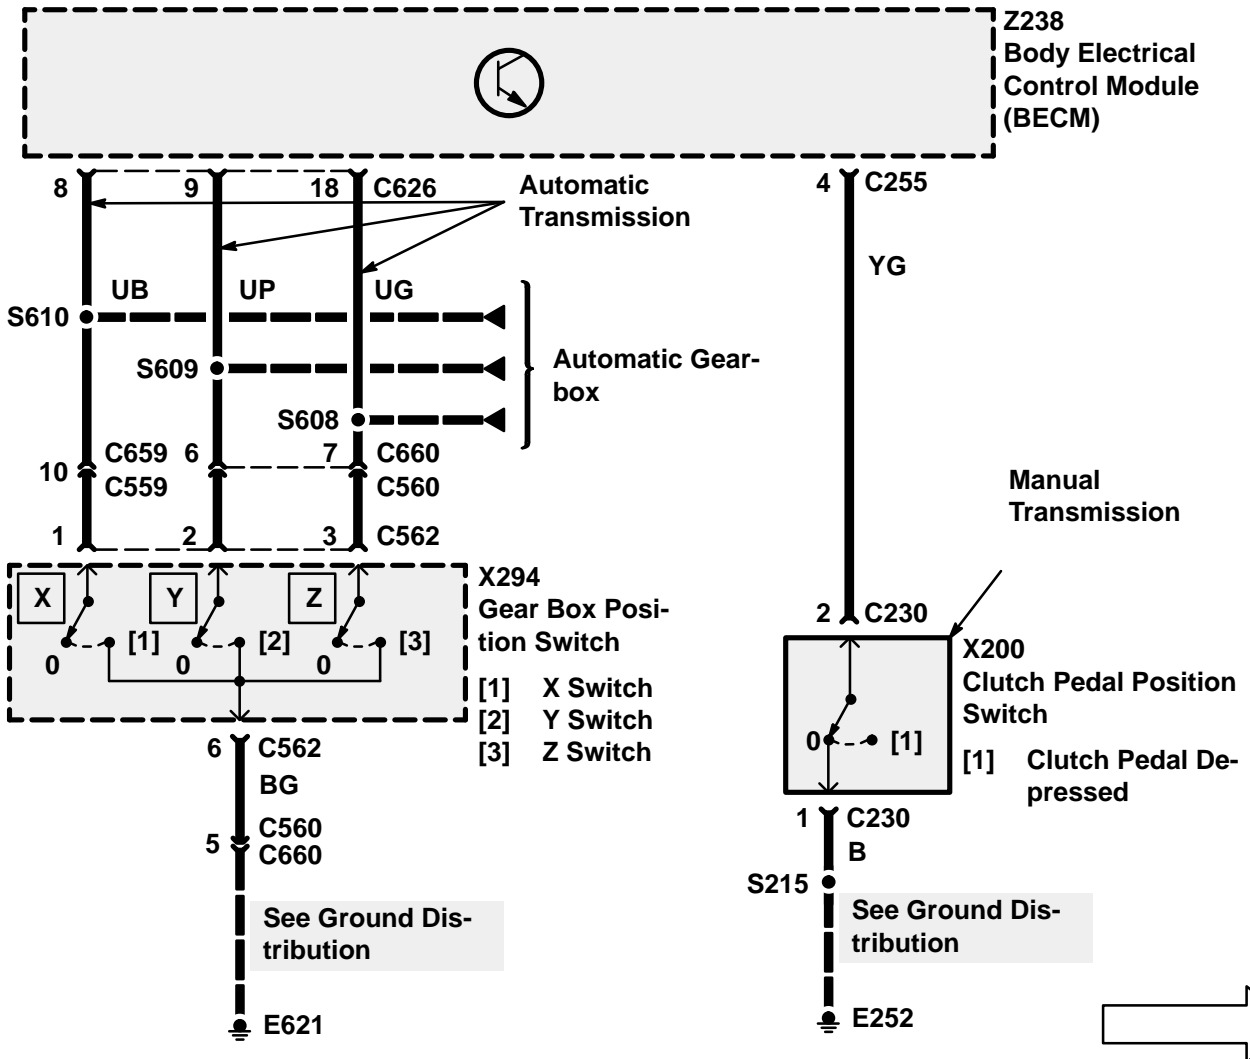 Z238
Body Electrical
Control Module
(BECM)
8 9 18 C626
Automatic
Transmission
4 C255
YG
UB UP UG
S610
S609
Automatic Gear-
box
S608
C659 6 7 C660
10
C559 C560
Manual
Transmission
1 2 3 C562
X Y Z
X294
Gear Box Posi-
tion Switch
0 [1] 0 [2] 0 [3]
[1] X Switch
[2] Y Switch
[3] Z Switch
2 C230
X200
Clutch Pedal Position
Switch
0 [1]
[1] Clutch Pedal De-
pressed
6 C562
BG
C560
5
C660
1 C230
B
S215
See Ground Dis-
tribution
See Ground Dis-
tribution
E621
E252